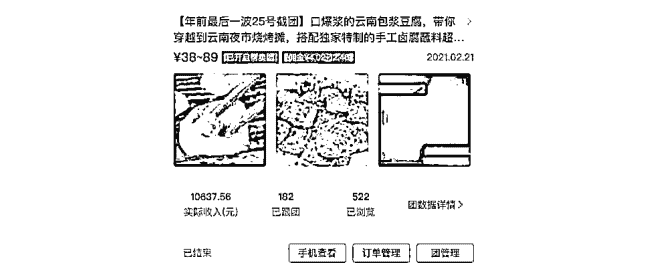 【年前最后一波25号截团】口爆浆的云南包浆豆腐，带你
穿越到云南夜市烧烤摊，搭配独家特制的手工卤腐蘸料超...
¥38~89
2021.02.21
10637.56
实际收入(元)
182
已跟团
522
已浏览
团数据详情>
已结束
手机查看
订单管理
团管理